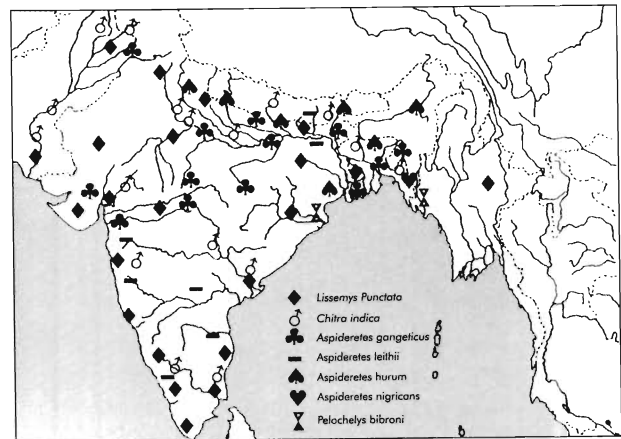 Lissemys Punctata
Chitra indica
Aspideretes gangeticus
Aspideretes leithii
Aspideretes hurum
Aspideretes nigricans
Pelochelys bibroni